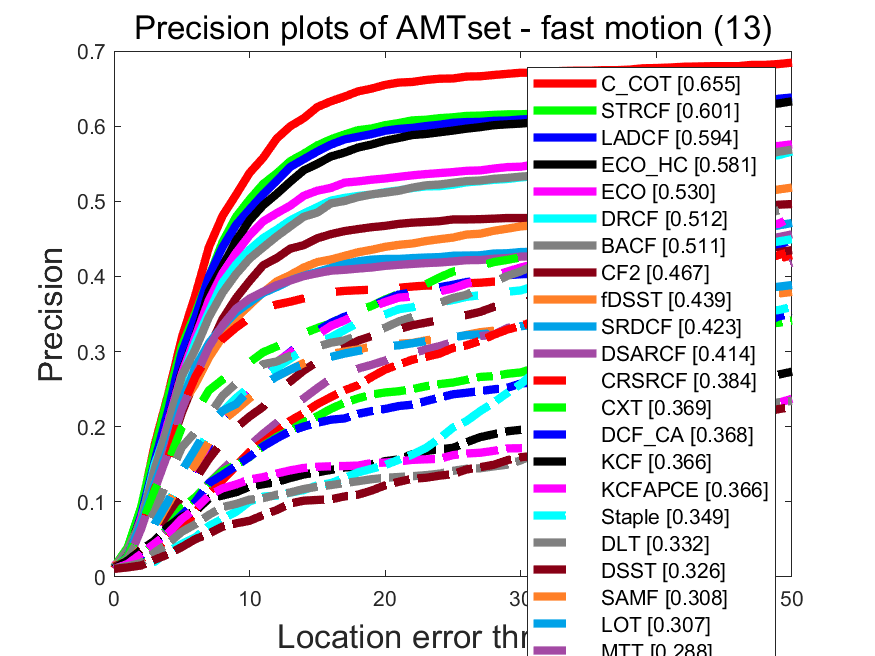 Precision plots of AMTset - fast motion (13)
0.7
0.6
0.5
0.4
0.3
0.2
0.1
0
Precision
0
10
20
50
Location error
C_COT [0.655]
STRCF [0.601]
LADCF [0.594]
ECO_HC [0.581]
ECO [0.530]
DRCF [0.512]
BACF [0.511]
CF2 [0.467]
fDSST [0.439]
SRDCF [0.423]
DSARCF [0.414]
CRSRCF [0.384]
CXT [0.369]
DCF_CA [0.368]
KCF [0.366]
KCFAPCE [0.366]
Staple [0.349]
DLT [0.332]
DSST [0.326]
SAMF [0.308]
LOT [0.307]
MTT [0.288]